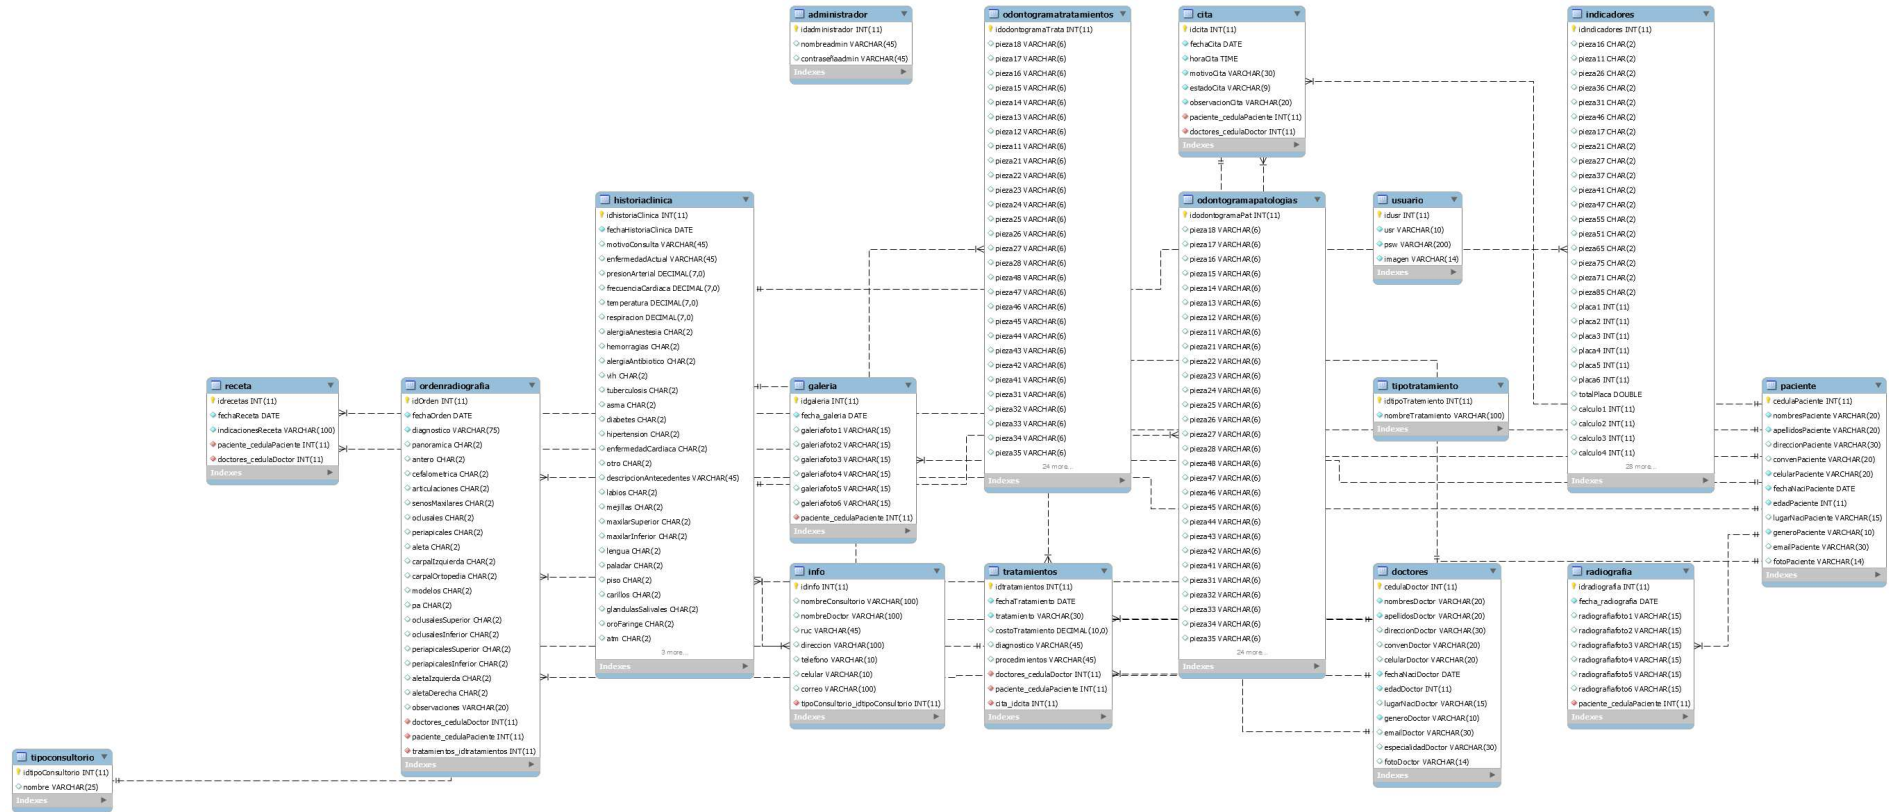 administrador
idadministrador INT(11)
nombreadmin VARCHAR(45)
contraseñaadmin VARCHAR(45)
Indexes
odontogramatratamientos
idodontogramaTrata INT(11)
pieza18 VARCHAR(6)
pieza17 VARCHAR(6)
pieza16 VARCHAR(6)
pieza15 VARCHAR(6)
pieza14 VARCHAR(6)
pieza13 VARCHAR(6)
pieza12 VARCHAR(6)
pieza11 VARCHAR(6)
pieza21 VARCHAR(6)
pieza22 VARCHAR(6)
pieza23 VARCHAR(6)
pieza24 VARCHAR(6)
pieza25 VARCHAR(6)
pieza26 VARCHAR(6)
pieza27 VARCHAR(6)
pieza28 VARCHAR(6)
pieza48 VARCHAR(6)
pieza47 VARCHAR(6)
pieza46 VARCHAR(6)
pieza45 VARCHAR(6)
pieza44 VARCHAR(6)
pieza43 VARCHAR(6)
pieza42 VARCHAR(6)
pieza41 VARCHAR(6)
pieza31 VARCHAR(6)
pieza32 VARCHAR(6)
pieza33 VARCHAR(6)
pieza34 VARCHAR(6)
pieza35 VARCHAR(6)
24 more...
Indexes
cita
idcita INT(11)
fechaCita DATE
horaCita TIME
motivoCita VARCHAR(30)
estadoCita VARCHAR(9)
observacionCita VARCHAR(20)
paciente_cedulaPaciente INT(11)
doctores_cedulaDoctor INT(11)
Indexes
indicadores
idindicadores INT(11)
pieza16 CHAR(2)
pieza11 CHAR(2)
pieza26 CHAR(2)
pieza36 CHAR(2)
pieza31 CHAR(2)
pieza46 CHAR(2)
pieza17 CHAR(2)
pieza21 CHAR(2)
pieza27 CHAR(2)
pieza37 CHAR(2)
pieza41 CHAR(2)
pieza47 CHAR(2)
pieza55 CHAR(2)
pieza51 CHAR(2)
pieza65 CHAR(2)
pieza75 CHAR(2)
pieza71 CHAR(2)
pieza85 CHAR(2)
placa1 INT(11)
placa2 INT(11)
placa3 INT(11)
placa4 INT(11)
placa5 INT(11)
placa6 INT(11)
totalPlaca DOUBLE
calculo1 INT(11)
calculo2 INT(11)
calculo3 INT(11)
calculo4 INT(11)
28 more...
Indexes
historiaclinica
idhistoriaClinica INT(11)
fechaHistoriaClinica DATE
motivoConsulta VARCHAR(45)
enfermedadActual VARCHAR(45)
presionArterial DECIMAL(7,0)
frecuenciaCardiaca DECIMAL(7,0)
temperatura DECIMAL(7,0)
respiracion DECIMAL(7,0)
alergiaAnestesia CHAR(2)
hemorragias CHAR(2)
alergiaAntibiotico CHAR(2)
vih CHAR(2)
tuberculosis CHAR(2)
asma CHAR(2)
diabetes CHAR(2)
hipertension CHAR(2)
enfermedadCardiaca CHAR(2)
otro CHAR(2)
descripcionAntecedentes VARCHAR(45)
labios CHAR(2)
mejillas CHAR(2)
maxilarSuperior CHAR(2)
maxilarInferior CHAR(2)
lengua CHAR(2)
paladar CHAR(2)
piso CHAR(2)
carillos CHAR(2)
glandulasSalivales CHAR(2)
oroFaringe CHAR(2)
atm CHAR(2)
3 more...
Indexes
odontogramapatologias
idodontogramaPat INT(11)
pieza18 VARCHAR(6)
pieza17 VARCHAR(6)
pieza16 VARCHAR(6)
pieza15 VARCHAR(6)
pieza14 VARCHAR(6)
pieza13 VARCHAR(6)
pieza12 VARCHAR(6)
pieza11 VARCHAR(6)
pieza21 VARCHAR(6)
pieza22 VARCHAR(6)
pieza23 VARCHAR(6)
pieza24 VARCHAR(6)
pieza25 VARCHAR(6)
pieza26 VARCHAR(6)
pieza27 VARCHAR(6)
pieza28 VARCHAR(6)
pieza48 VARCHAR(6)
pieza47 VARCHAR(6)
pieza46 VARCHAR(6)
pieza45 VARCHAR(6)
pieza44 VARCHAR(6)
pieza43 VARCHAR(6)
pieza42 VARCHAR(6)
pieza41 VARCHAR(6)
pieza31 VARCHAR(6)
pieza32 VARCHAR(6)
pieza33 VARCHAR(6)
pieza34 VARCHAR(6)
pieza35 VARCHAR(6)
24 more...
Indexes
usuario
idusr INT(11)
usr VARCHAR(10)
psw VARCHAR(200)
imagen VARCHAR(14)
Indexes
receta
idrecetas INT(11)
fechaReceta DATE
indicacionesReceta VARCHAR(100)
paciente_cedulaPaciente INT(11)
doctores_cedulaDoctor INT(11)
Indexes
ordenradiografia
idOrden INT(11)
fechaOrden DATE
diagnostico VARCHAR(75)
panoramica CHAR(2)
antero CHAR(2)
cefalometrica CHAR(2)
articulaciones CHAR(2)
senosMaxilares CHAR(2)
oclusales CHAR(2)
periapicales CHAR(2)
aleta CHAR(2)
carpalIzquierda CHAR(2)
carpalOrtopedia CHAR(2)
modelos CHAR(2)
pa CHAR(2)
oclusalesSuperior CHAR(2)
oclusalesInferior CHAR(2)
periapicalesSuperior CHAR(2)
periapicalesInferior CHAR(2)
aletaIzquierda CHAR(2)
aletaDerecha CHAR(2)
observaciones VARCHAR(20)
doctores_cedulaDoctor INT(11)
paciente_cedulaPaciente INT(11)
tratamientos_idtratamientos INT(11)
Indexes
galeria
idgaleria INT(11)
fecha_galeria DATE
galeriafoto1 VARCHAR(15)
galeriafoto2 VARCHAR(15)
galeriafoto3 VARCHAR(15)
galeriafoto4 VARCHAR(15)
galeriafoto5 VARCHAR(15)
galeriafoto6 VARCHAR(15)
paciente_cedulaPaciente INT(11)
Indexes
tipotratamiento
idtipoTratemiento INT(11)
nombreTratamiento VARCHAR(100)
Indexes
paciente
cedulaPaciente INT(11)
nombresPaciente VARCHAR(20)
apellidosPaciente VARCHAR(20)
direccionPaciente VARCHAR(30)
convenPaciente VARCHAR(20)
celularPaciente VARCHAR(20)
fechaNaciPaciente DATE
edadPaciente INT(11)
lugarNaciPaciente VARCHAR(15)
generoPaciente VARCHAR(10)
emailPaciente VARCHAR(30)
fotoPaciente VARCHAR(14)
Indexes
info
idinfo INT(11)
nombreConsultorio VARCHAR(100)
nombreDoctor VARCHAR(100)
ruc VARCHAR(45)
direccion VARCHAR(100)
telefono VARCHAR(10)
celular VARCHAR(10)
correo VARCHAR(100)
tipoConsultorio_idtipoConsultorio INT(11)
Indexes
tratamientos
idtratamientos INT(11)
fechaTratamiento DATE
tratamiento VARCHAR(30)
costoTratamiento DECIMAL(10,0)
diagnostico VARCHAR(45)
procedimientos VARCHAR(45)
doctores_cedulaDoctor INT(11)
paciente_cedulaPaciente INT(11)
cita_idcita INT(11)
Indexes
doctores
cedulaDoctor INT(11)
nombresDoctor VARCHAR(20)
apellidosDoctor VARCHAR(20)
direccionDoctor VARCHAR(30)
convenDoctor VARCHAR(20)
celularDoctor VARCHAR(20)
fechaNaciDoctor DATE
edadDoctor INT(11)
lugarNaciDoctor VARCHAR(15)
generoDoctor VARCHAR(10)
emailDoctor VARCHAR(30)
especialidadDoctor VARCHAR(30)
fotoDoctor VARCHAR(14)
Indexes
radiografia
idradiografia INT(11)
fecha_radiografia DATE
radiografiafoto1 VARCHAR(15)
radiografiafoto2 VARCHAR(15)
radiografiafoto3 VARCHAR(15)
radiografiafoto4 VARCHAR(15)
radiografiafoto5 VARCHAR(15)
radiografiafoto6 VARCHAR(15)
paciente_cedulaPaciente INT(11)
Indexes
tipoconsultorio
idtipoConsultorio INT(11)
nombre VARCHAR(25)
Indexes